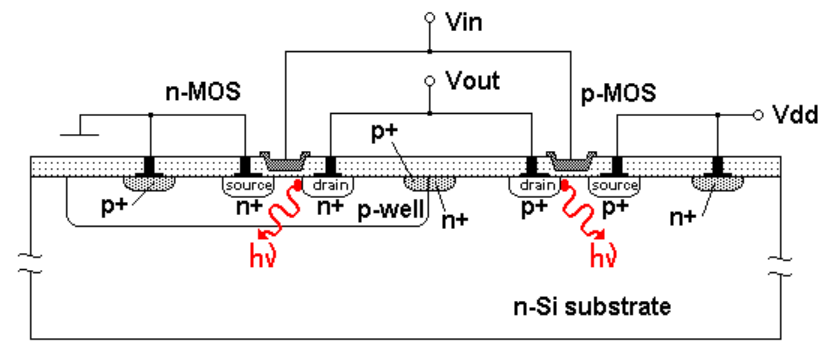 Vin
Vout
n-MOS
p-MOS
Vdd
p+
source
drain
drain
source
p+
n+
n+
p-well
n+
p+
p+
n+
hν
hν
n-Si substrate